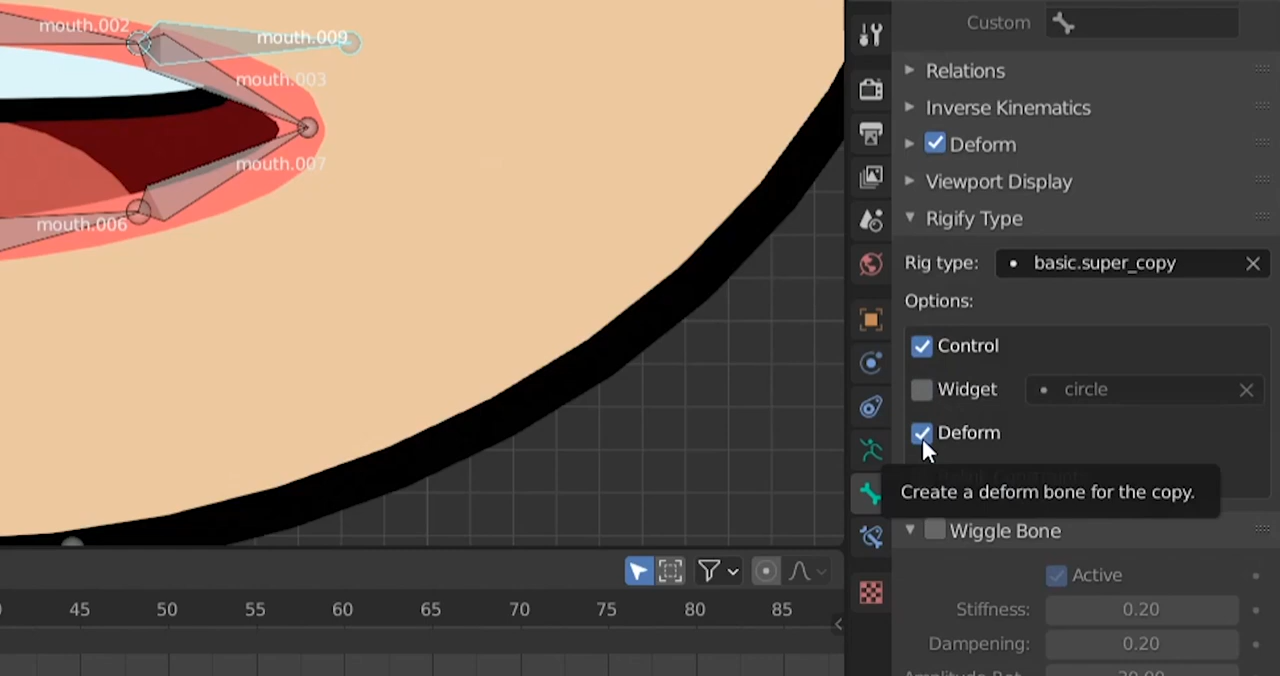 mouth.002
mouth.009
mouth.003
mouth.007
mouth.006
Custom
Relations
Inverse Kinematics
Deform
Viewport Display
Rigify Type
Rig type: basic.super_copy
Options:
Control
Widget circle
Deform
Create a deform bone for the copy.
Wiggle Bone
Active
Stiffness: 0.20
Dampening: 0.20
45 50 55 60 65 70 75 80 85